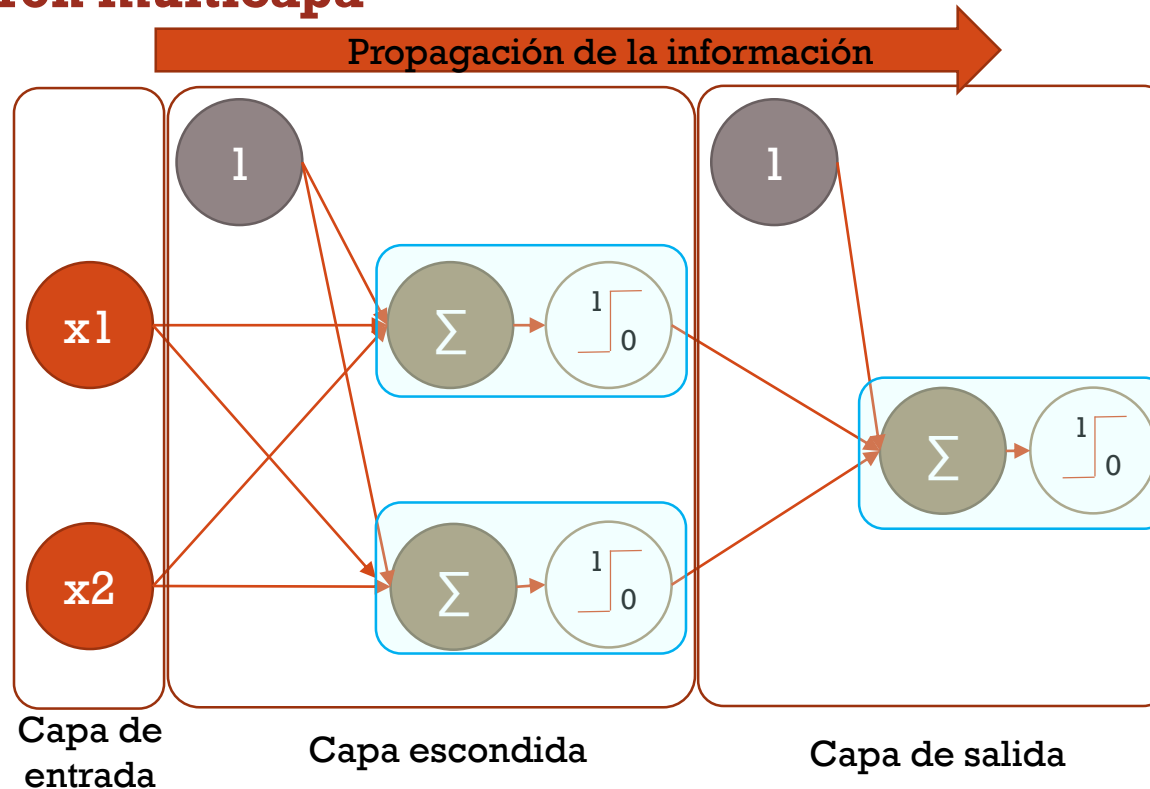 multicapa
Propagación de la información
1
1
x1
∑
1
0
∑
1
0
x2
∑
1
0
Capa de
entrada
Capa escondida
Capa de salida